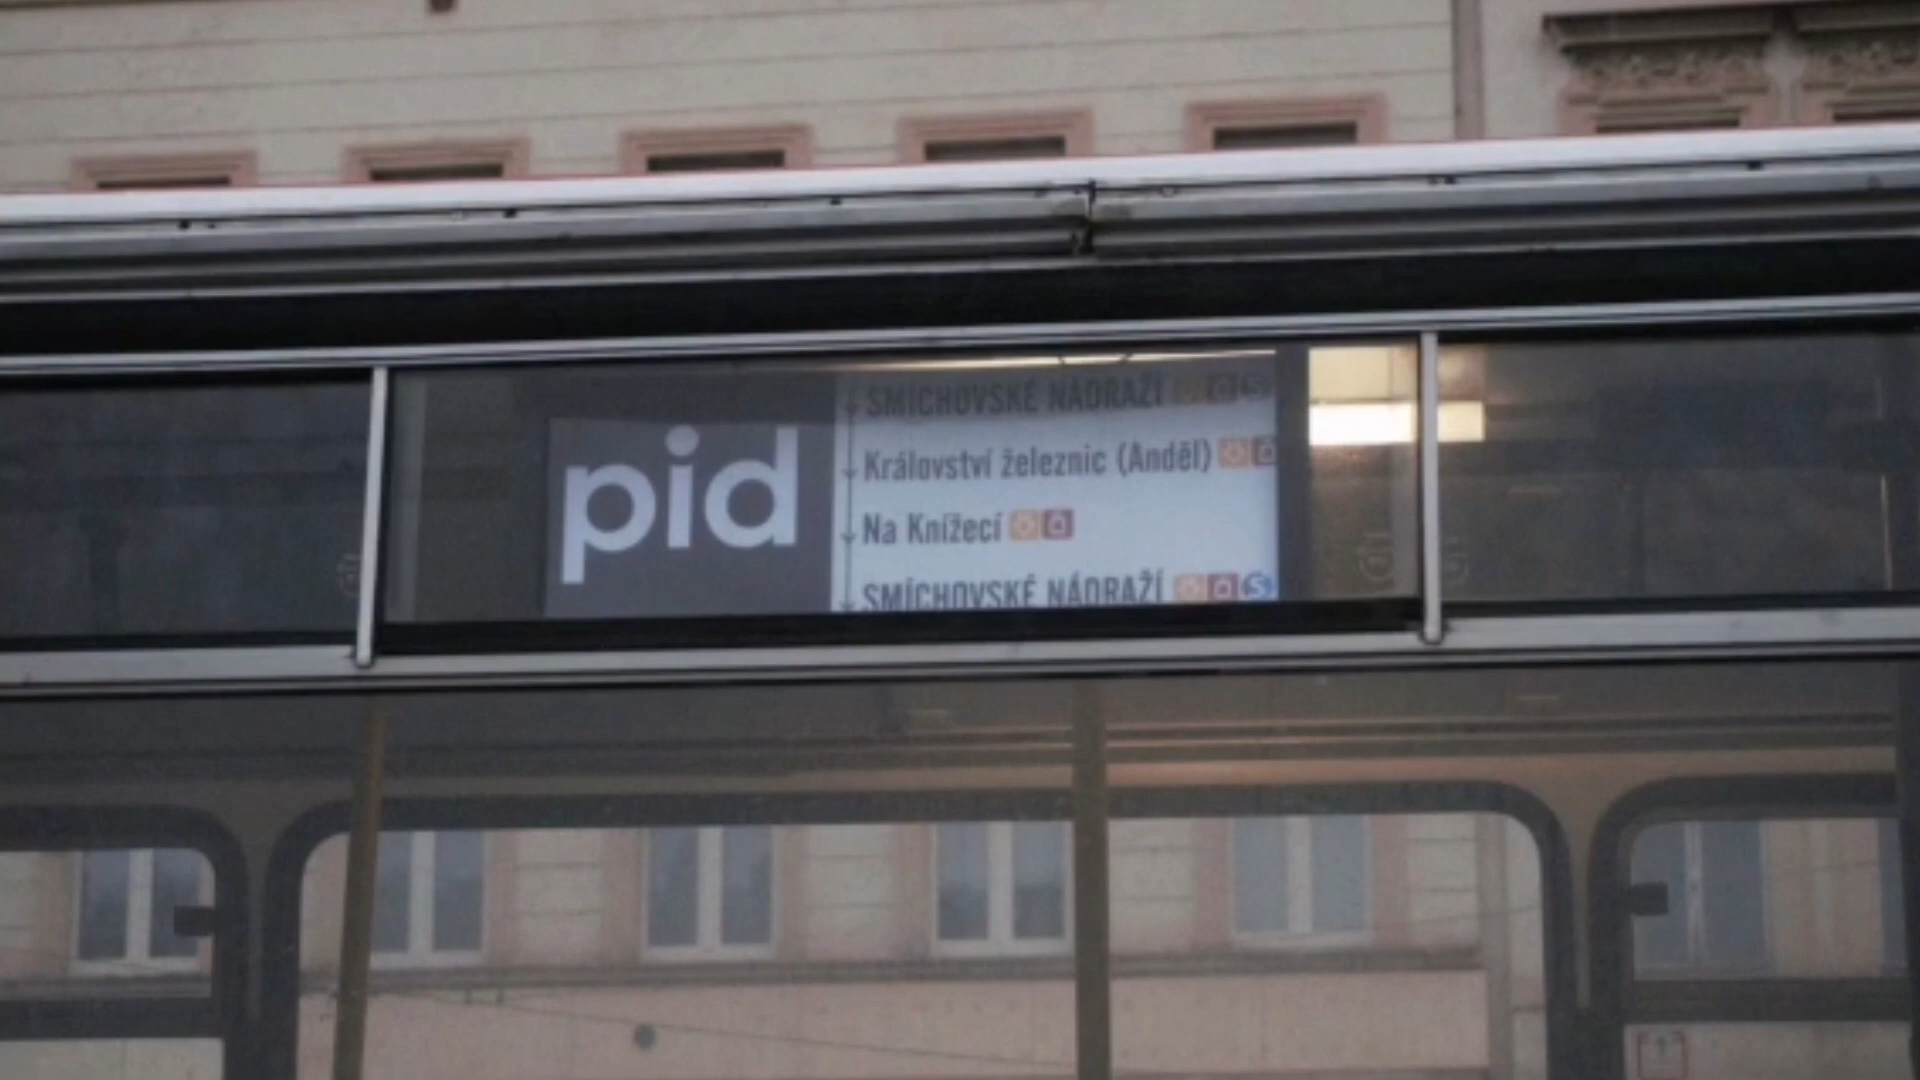 pid
SMÍCHOVSKÉ NÁDRAŽÍ S
Království železnic (Anděl)
Na Knížecí
SMÍCHOVSKÉ NÁDRAŽÍ S